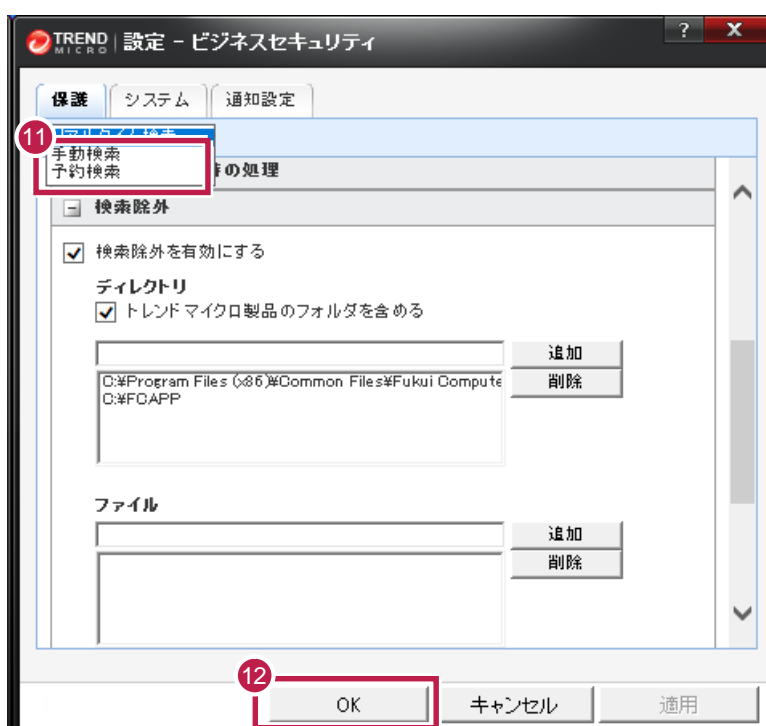 TREND MICRO 設定 - ビジネスセキュリティ
? X
保護 システム 通知設定
11
手動検索
予約検索
の処理
検索除外
検索除外を有効にする
ディレクトリ
トレンドマイクロ製品のフォルダを含める
追加
C:¥Program Files (x86)¥Common Files¥Fukui Compute
削除
C:¥FCAPP
ファイル
追加
削除
12
OK キャンセル 適用